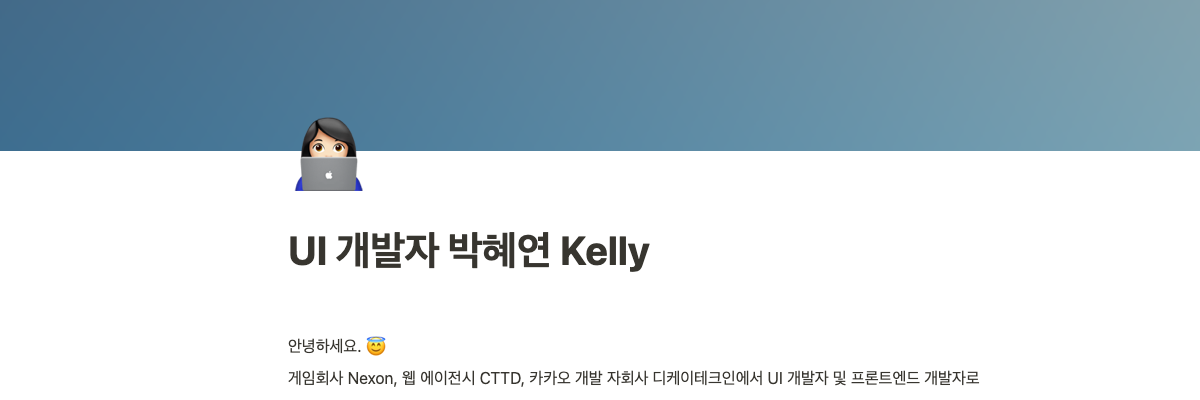 UI 개발자 박혜연 Kelly
안녕하세요. 😇
게임회사 Nexon, 웹 에이전시 CTTD, 카카오 개발 자회사 디케이테크인에서 UI 개발자 및 프론트엔드 개발자로